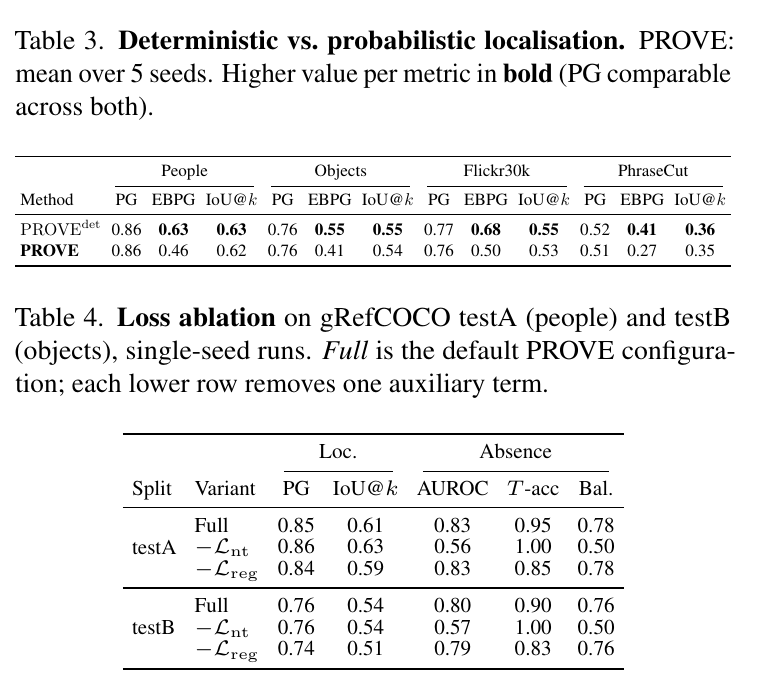 Table 3. Deterministic vs. probabilistic localisation. PROVE:
mean over 5 seeds. Higher value per metric in bold (PG comparable
across both).
People Objects Flickr30k PhraseCut
Method PG EBPG IoU@k PG EBPG IoU@k PG EBPG IoU@k PG EBPG IoU@k
PROVE^det 0.86 0.63 0.63 0.76 0.55 0.55 0.77 0.68 0.55 0.52 0.41 0.36
PROVE 0.86 0.46 0.62 0.76 0.41 0.54 0.76 0.50 0.53 0.51 0.27 0.35
Table 4. Loss ablation on gRefCOCO testA (people) and testB
(objects), single-seed runs. Full is the default PROVE configura-
tion; each lower row removes one auxiliary term.
Loc. Absence
Split Variant PG IoU@k AUROC T-acc Bal.
Full 0.85 0.61 0.83 0.95 0.78
testA −ℒ_nt 0.86 0.63 0.56 1.00 0.50
−ℒ_reg 0.84 0.59 0.83 0.85 0.78
Full 0.76 0.54 0.80 0.90 0.76
testB −ℒ_nt 0.76 0.54 0.57 1.00 0.50
−ℒ_reg 0.74 0.51 0.79 0.83 0.76